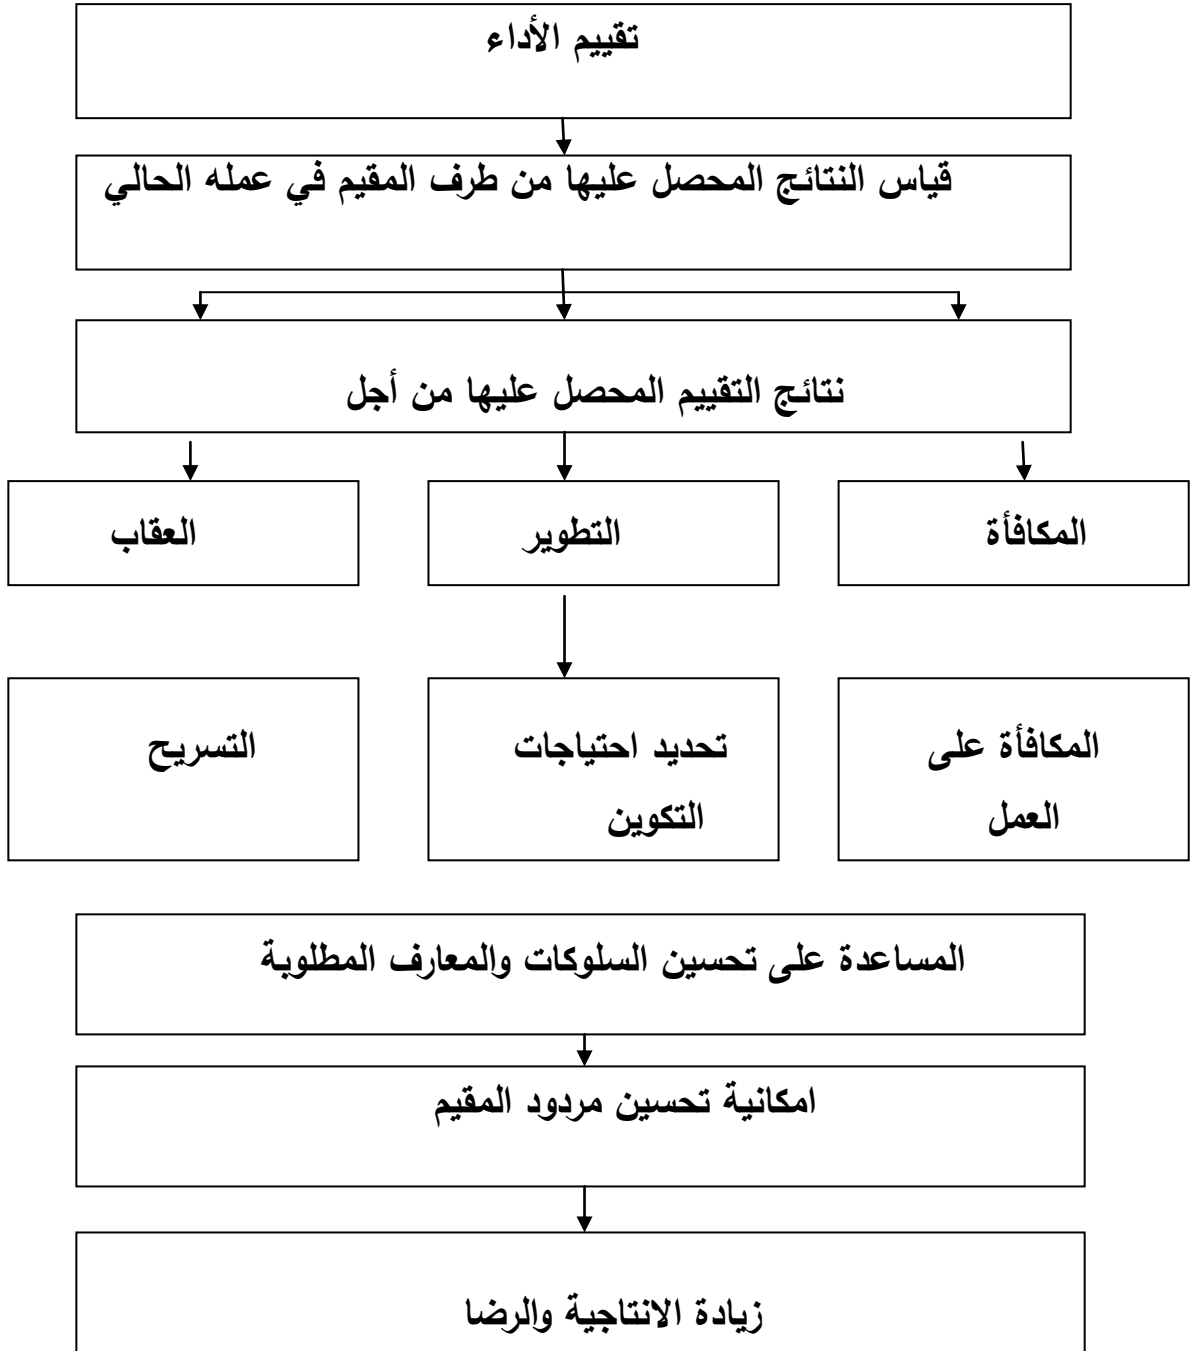 تقييم الأداء
قياس النتائج المحصل عليها من طرف المقيم في عمله الحالي
نتائج التقييم المحصل عليها من أجل
المكافأة
التطوير
العقاب
المكافأة على
العمل
تحديد احتياجات
التكوين
التسريح
المساعدة على تحسين السلوكات والمعارف المطلوبة
امكانية تحسين مردود المقيم
زيادة الانتاجية والرضا